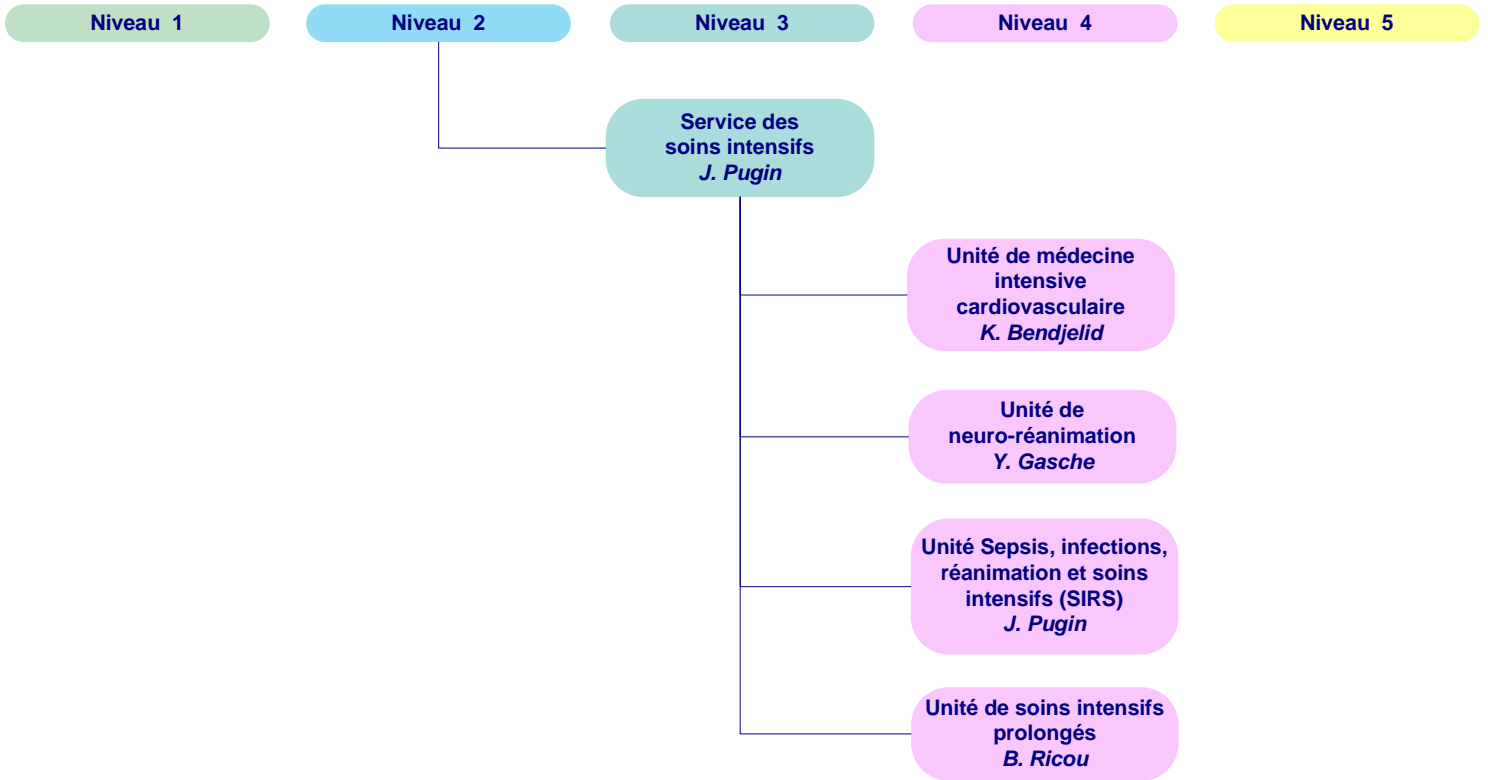 Niveau 1
Niveau 2
Niveau 3
Niveau 4
Niveau 5
Service des
soins intensifs
J. Pugin
Unité de médecine
intensive
cardiovasculaire
K. Bendjelid
Unité de
neuro-réanimation
Y. Gasche
Unité Sepsis, infections,
réanimation et soins
intensifs (SIRS)
J. Pugin
Unité de soins intensifs
prolongés
B. Ricou